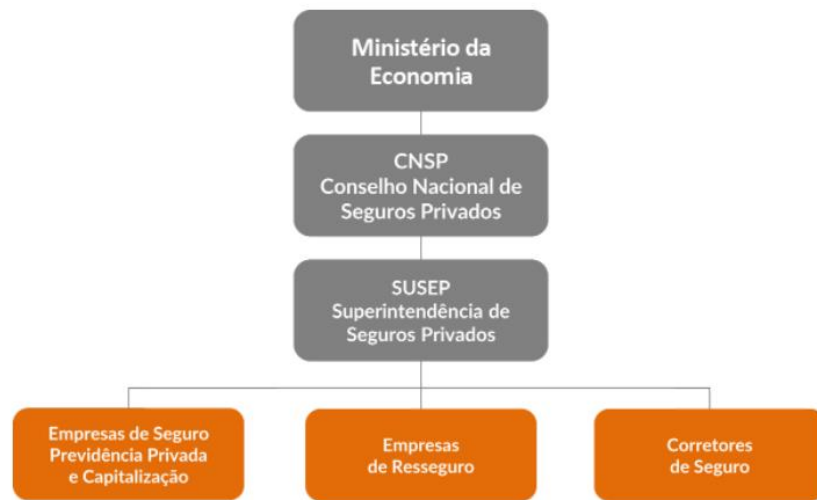 Ministério da
Economia
CNSP
Conselho Nacional de
Seguros Privados
SUSEP
Superintendência de
Seguros Privados
Empresas de Seguro
Previdência Privada
e Capitalização
Empresas
de Resseguro
Corretores
de Seguro